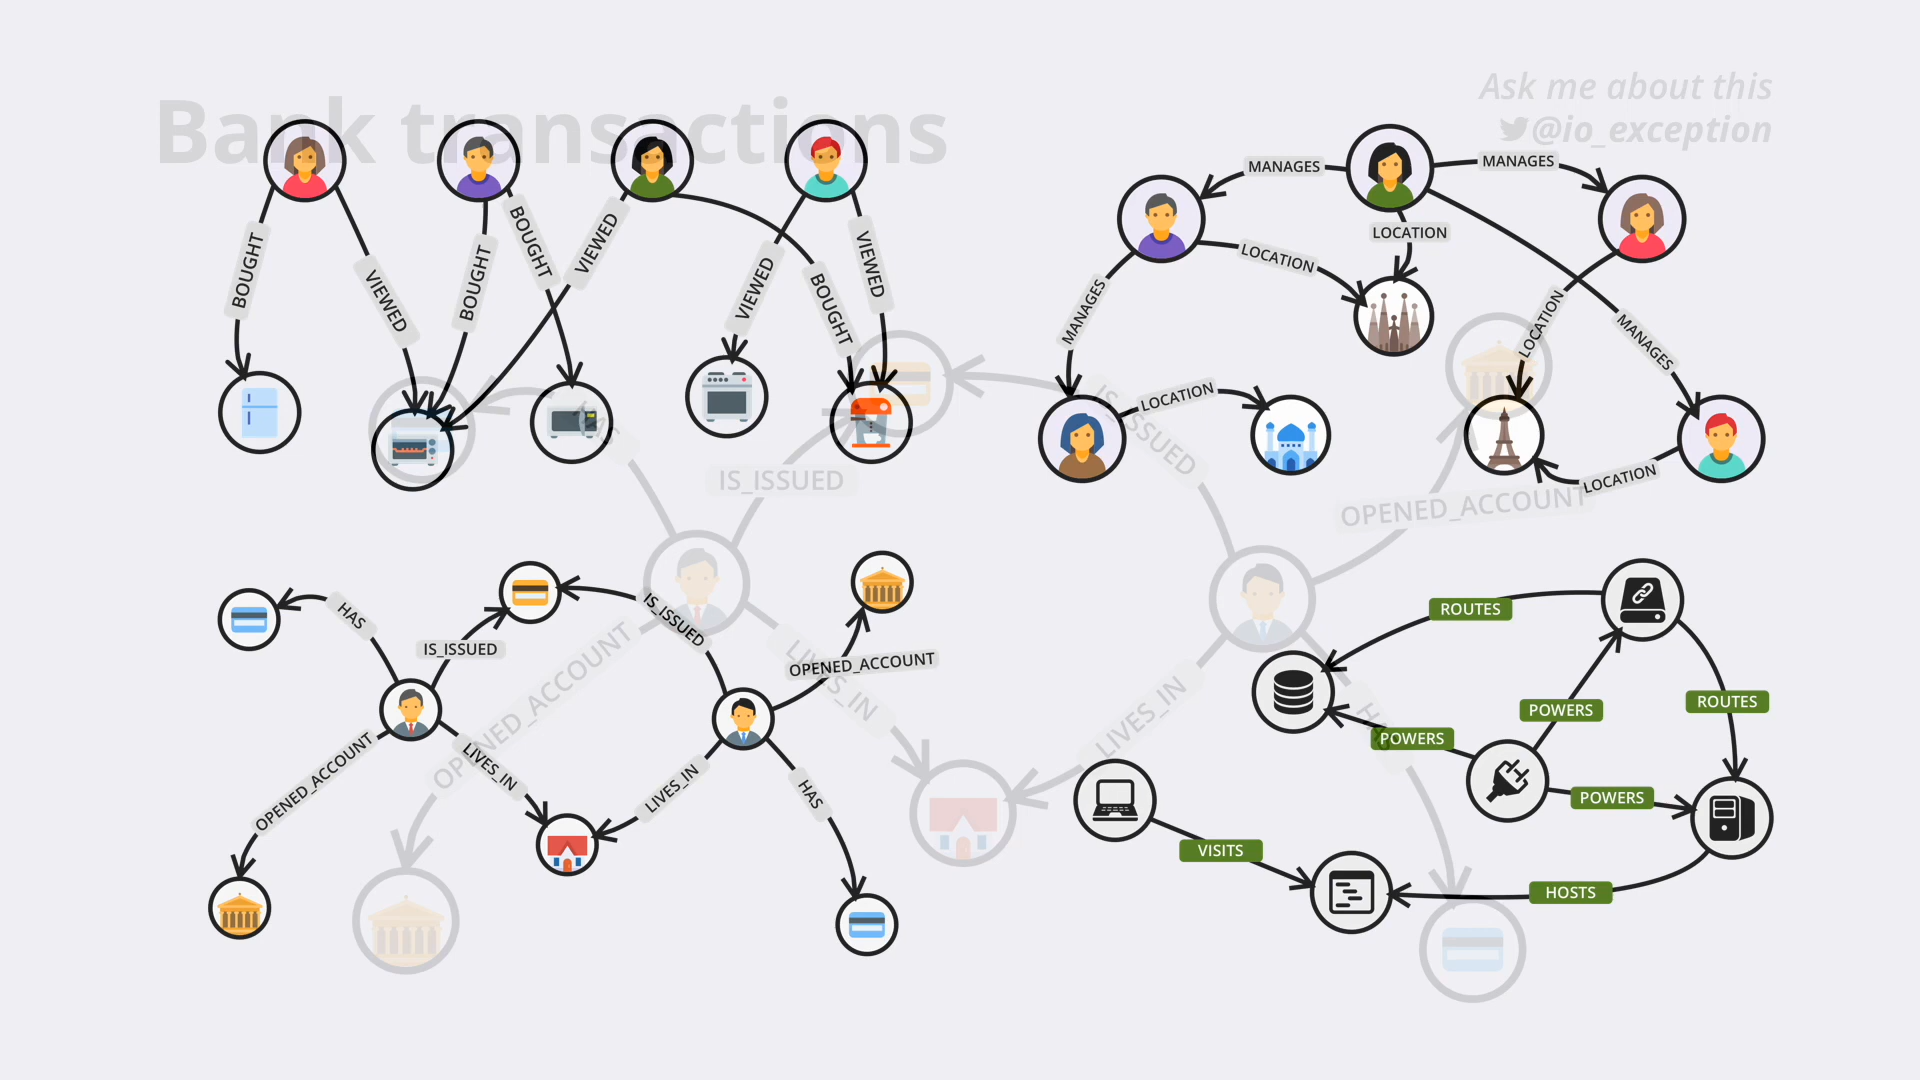 Bank transactions
Ask me about this
@io_exception
BOUGHT
VIEWED
BOUGHT
BOUGHT
VIEWED
BOUGHT
VIEWED
VIEWED
MANAGES
MANAGES
LOCATION
LOCATION
MANAGES
LOCATION
MANAGES
LOCATION
LOCATION
HAS
IS_ISSUED
IS_ISSUED
OPENED_ACCOUNT
OPENED_ACCOUNT
LIVES_IN
LIVES_IN
HAS
HAS
IS_ISSUED
IS_ISSUED
OPENED_ACCOUNT
OPENED_ACCOUNT
LIVES_IN
LIVES_IN
HAS
ROUTES
ROUTES
POWERS
POWERS
POWERS
VISITS
HOSTS